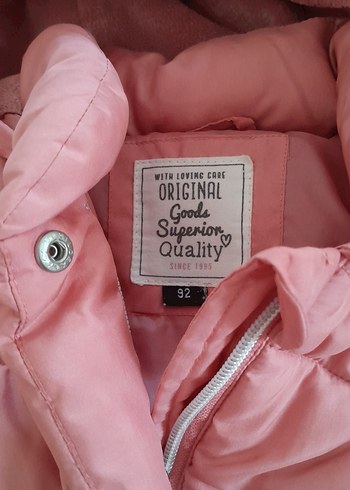 WITH LOVING CARE
ORIGINAL
Goods
Superior
Quality
SINCE 1995
92